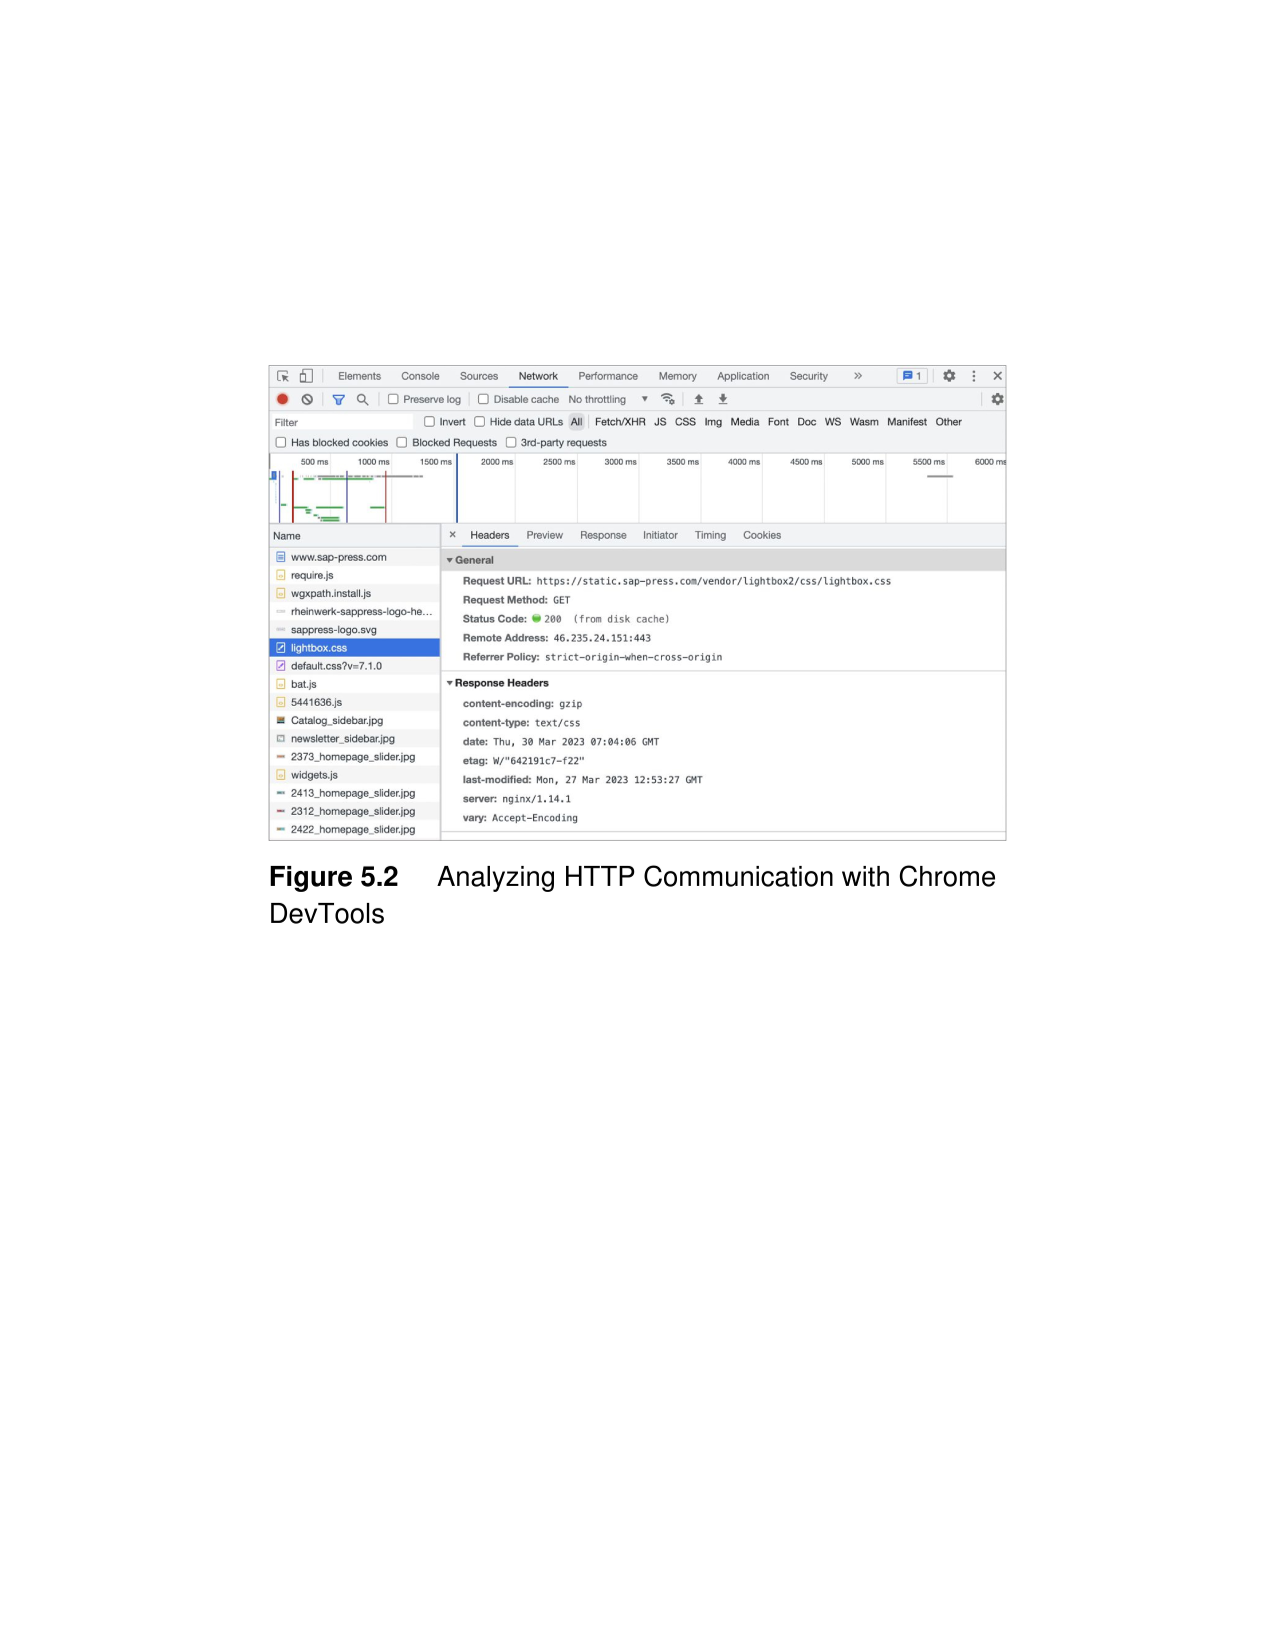 Elements Console Sources Network Performance Memory Application Security » 1
Preserve log Disable cache No throttling
Filter Invert Hide data URLs All Fetch/XHR JS CSS Img Media Font Doc WS Wasm Manifest Other
Has blocked cookies Blocked Requests 3rd-party requests
500 ms 1000 ms 1500 ms 2000 ms 2500 ms 3000 ms 3500 ms 4000 ms 4500 ms 5000 ms 5500 ms 6000 ms
Name
www.sap-press.com
require.js
wgxpath.install.js
rheinwerk-sappress-logo-he...
sappress-logo.svg
lightbox.css
default.css?v=7.1.0
bat.js
5441636.js
Catalog_sidebar.jpg
newsletter_sidebar.jpg
2373_homepage_slider.jpg
widgets.js
2413_homepage_slider.jpg
2312_homepage_slider.jpg
2422_homepage_slider.jpg
× Headers Preview Response Initiator Timing Cookies
General
Request URL: https://static.sap-press.com/vendor/lightbox2/css/lightbox.css
Request Method: GET
Status Code: 200 (from disk cache)
Remote Address: 46.235.24.151:443
Referrer Policy: strict-origin-when-cross-origin
Response Headers
content-encoding: gzip
content-type: text/css
date: Thu, 30 Mar 2023 07:04:06 GMT
etag: W/"642191c7-f22"
last-modified: Mon, 27 Mar 2023 12:53:27 GMT
server: nginx/1.14.1
vary: Accept-Encoding
Figure 5.2 Analyzing HTTP Communication with Chrome
DevTools